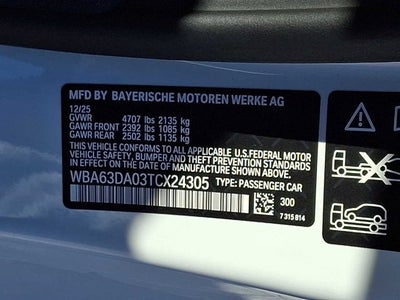 MFD BY BAYERISCHE MOTOREN WERKE AG
12/25
GVWR 4707 lbs 2135 kg
GAWR FRONT 2392 lbs 1085 kg
GAWR REAR 2502 lbs 1135 kg
THIS VEHICLE CONFORMS TO ALL APPLICABLE U.S.FEDERAL MOTOR
VEHICLE SAFETY, BUMPER, AND THEFT PREVENTION STANDARDS
IN EFFECT ON THE DATE OF MANUFACTURE SHOWN ABOVE.
WBA63DA03TCX24305 TYPE: PASSENGER CAR
300
7 315 814